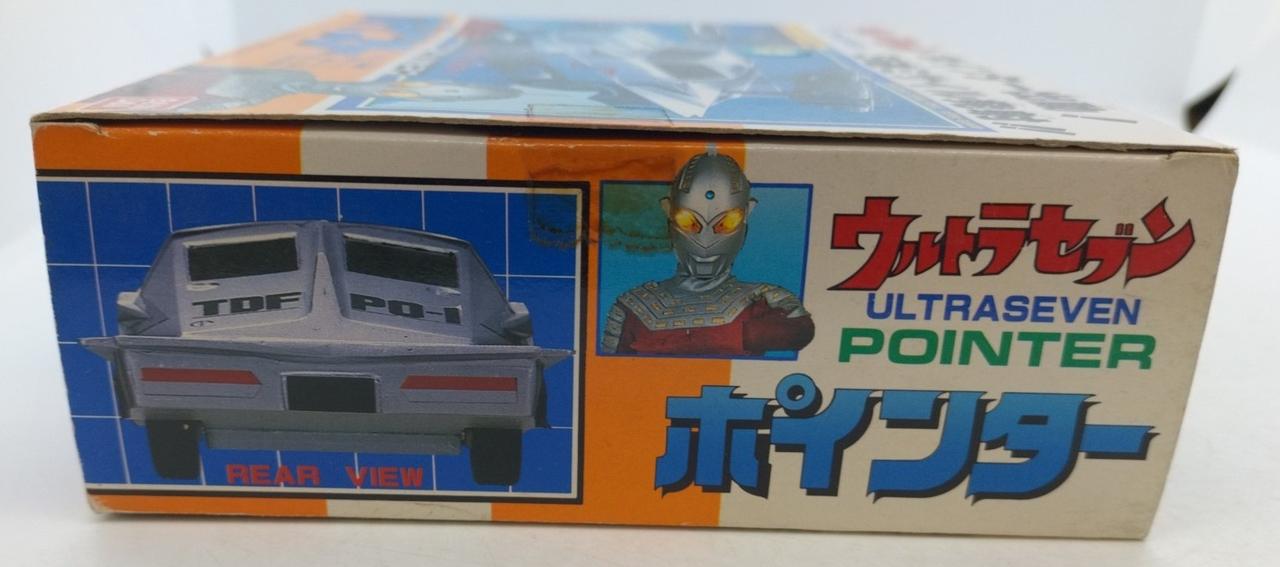 TDF PO-1
REAR VIEW
ウルトラセブン
ULTRASEVEN
POINTER
ポインター